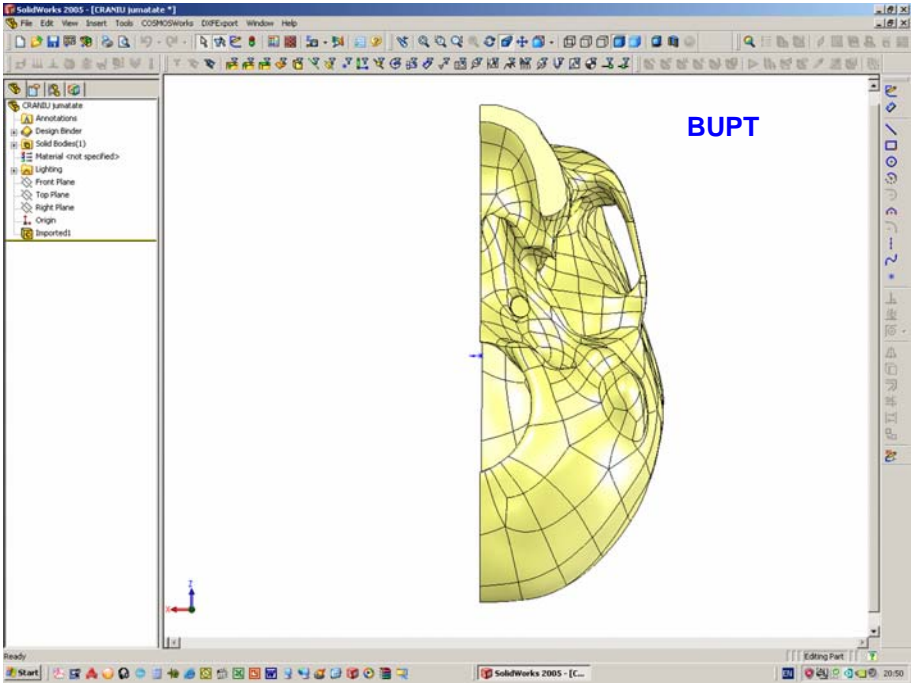 SolidWorks 2005 - [CRANIU jumatate *]
File Edit View Insert Tools COSMOSWorks DXFExport Window Help
CRANIU jumatate
Annotations
Design Binder
Solid Bodies(1)
Material <not specified>
Lighting
Front Plane
Top Plane
Right Plane
Origin
Imported1
BUPT
Z
X
Ready
Editing Part
Start
SolidWorks 2005 - [C...
20:50